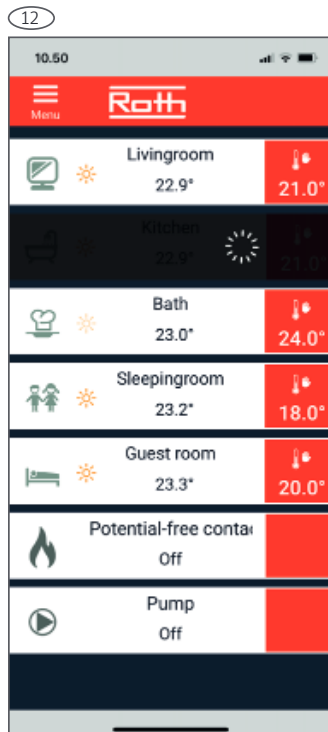 12
10.50
Menu
Roth
Livingroom
22.9°
21.0°
Kitchen
22.9°
21.0°
Bath
23.0°
24.0°
Sleepingroom
23.2°
18.0°
Guest room
23.3°
20.0°
Potential-free contac
Off
Pump
Off